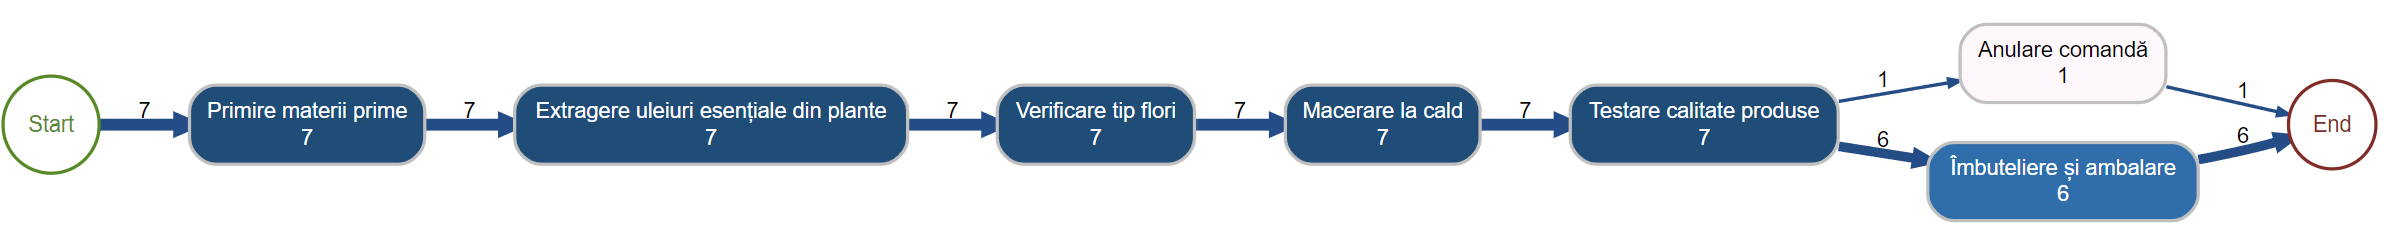 Start
7
Primire materii prime
7
7
Extragere uleiuri esențiale din plante
7
7
Verificare tip flori
7
7
Macerare la cald
7
7
Testare calitate produse
7
1
Anulare comandă
1
1
6
Îmbuteliere și ambalare
6
6
End